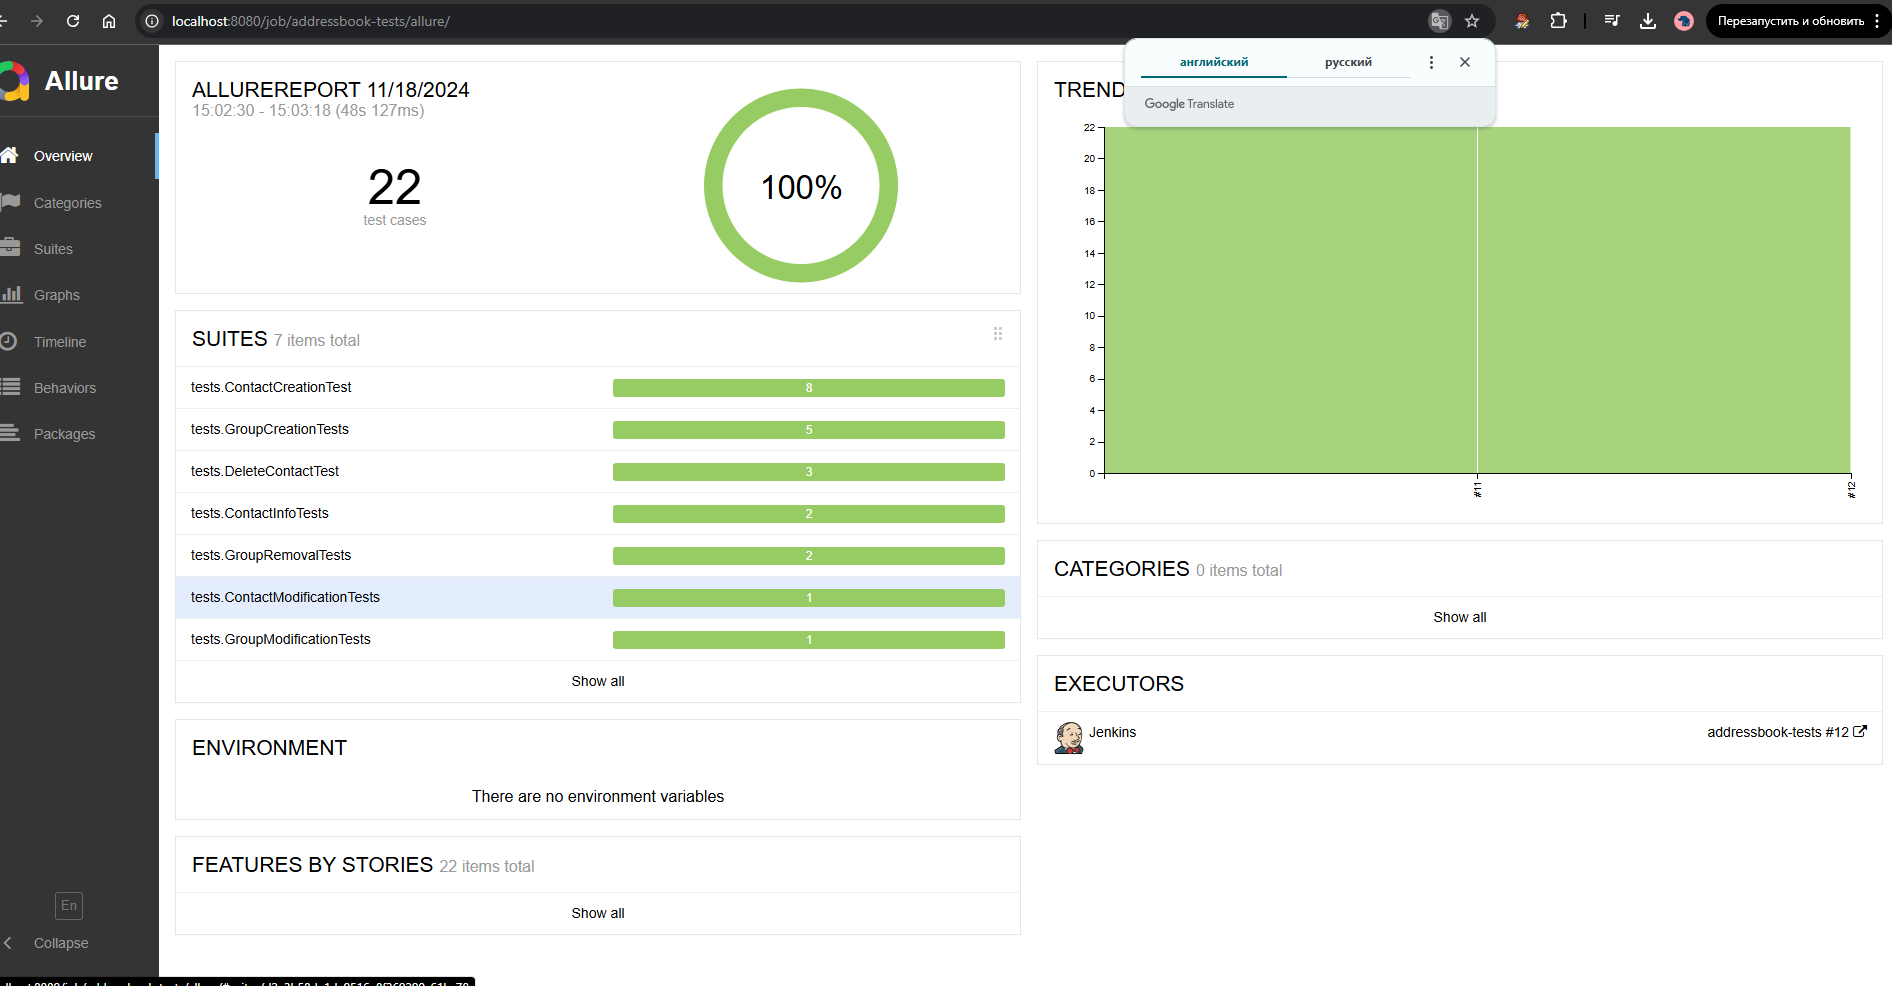 localhost:8080/job/addressbook-tests/allure/
Перезапустить и обновить
английский
русский
Google Translate
Allure
Overview
Categories
Suites
Graphs
Timeline
Behaviors
Packages
En
Collapse
ALLUREREPORT 11/18/2024
15:02:30 - 15:03:18 (48s 127ms)
22
test cases
100%
SUITES 7 items total
tests.ContactCreationTest 8
tests.GroupCreationTests 5
tests.DeleteContactTest 3
tests.ContactInfoTests 2
tests.GroupRemovalTests 2
tests.ContactModificationTests 1
tests.GroupModificationTests 1
Show all
ENVIRONMENT
There are no environment variables
FEATURES BY STORIES 22 items total
Show all
TREND
22
20
18
16
14
12
10
8
6
4
2
0
#11
#12
CATEGORIES 0 items total
Show all
EXECUTORS
Jenkins
addressbook-tests #12